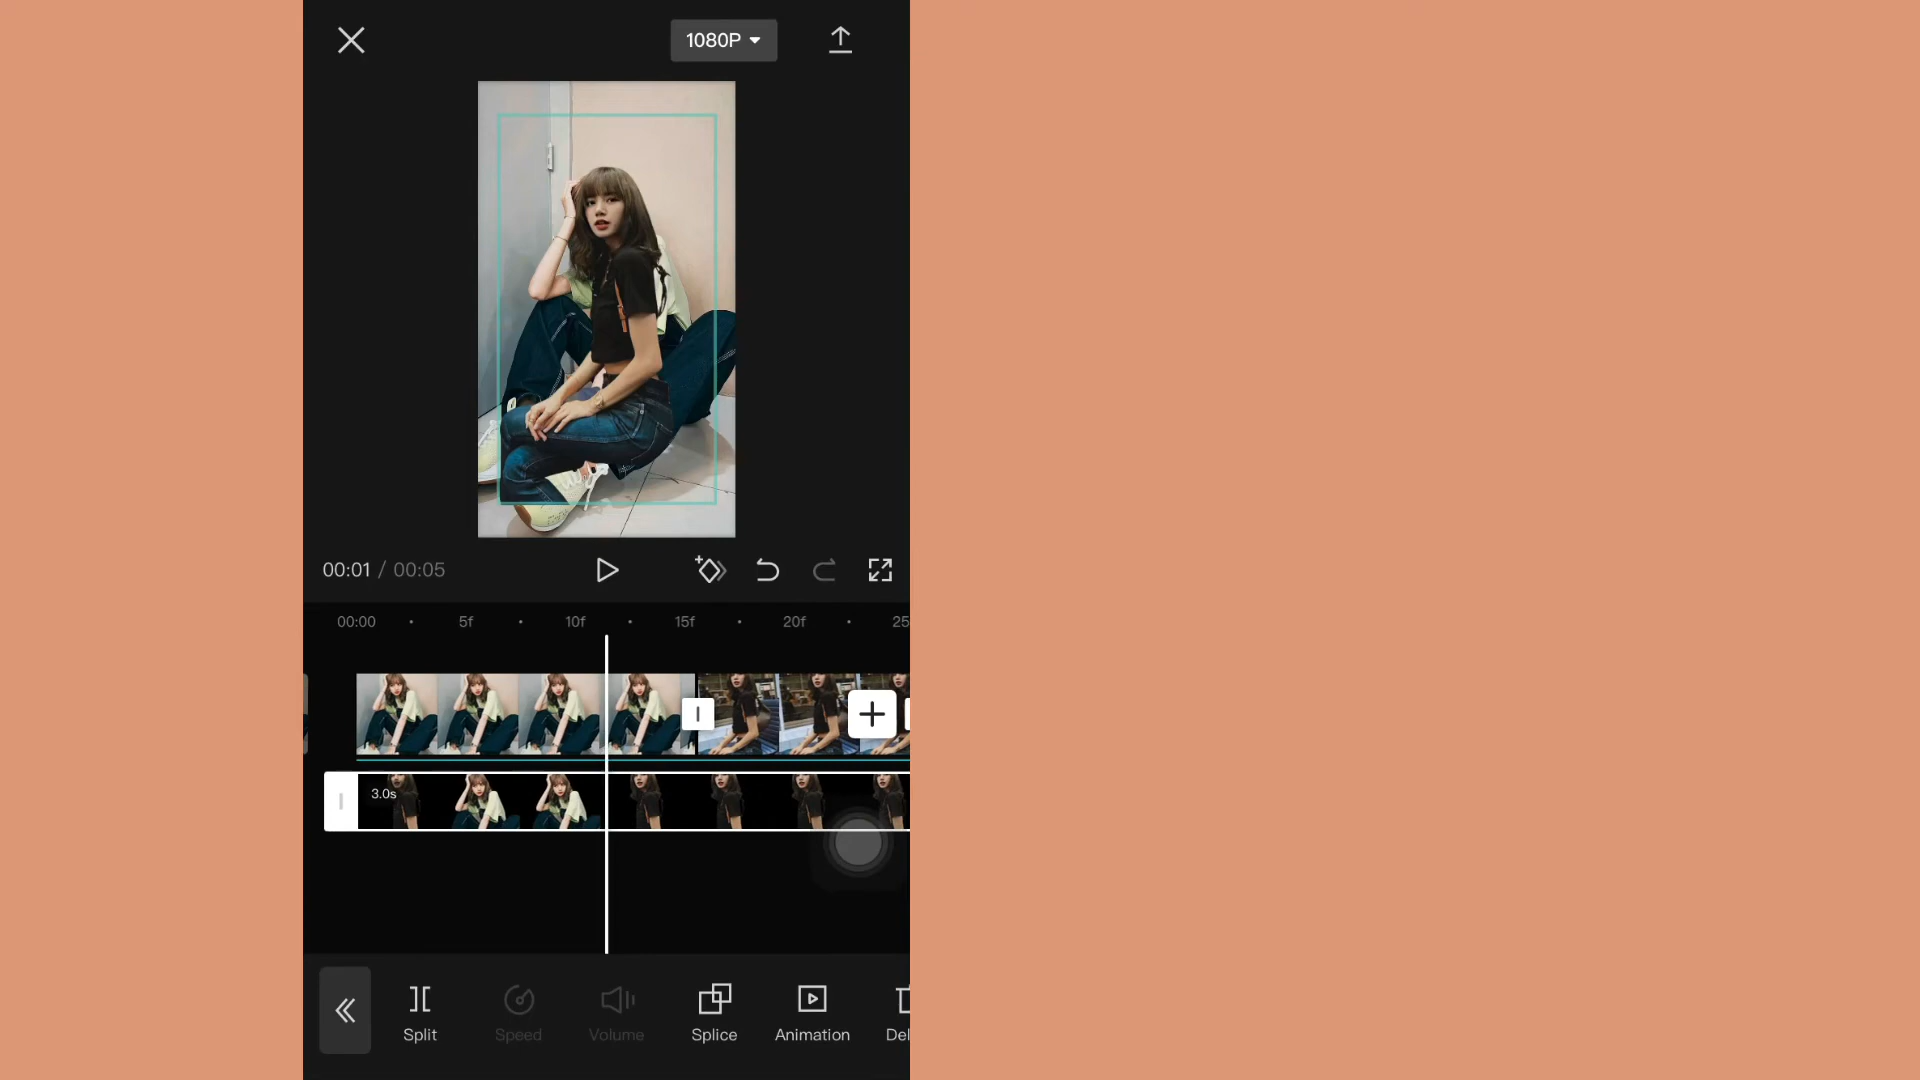 1080P
00:01 / 00:05
00:00 5f 10f 15f 20f 25
3.0s
Split Speed Volume Splice Animation Del